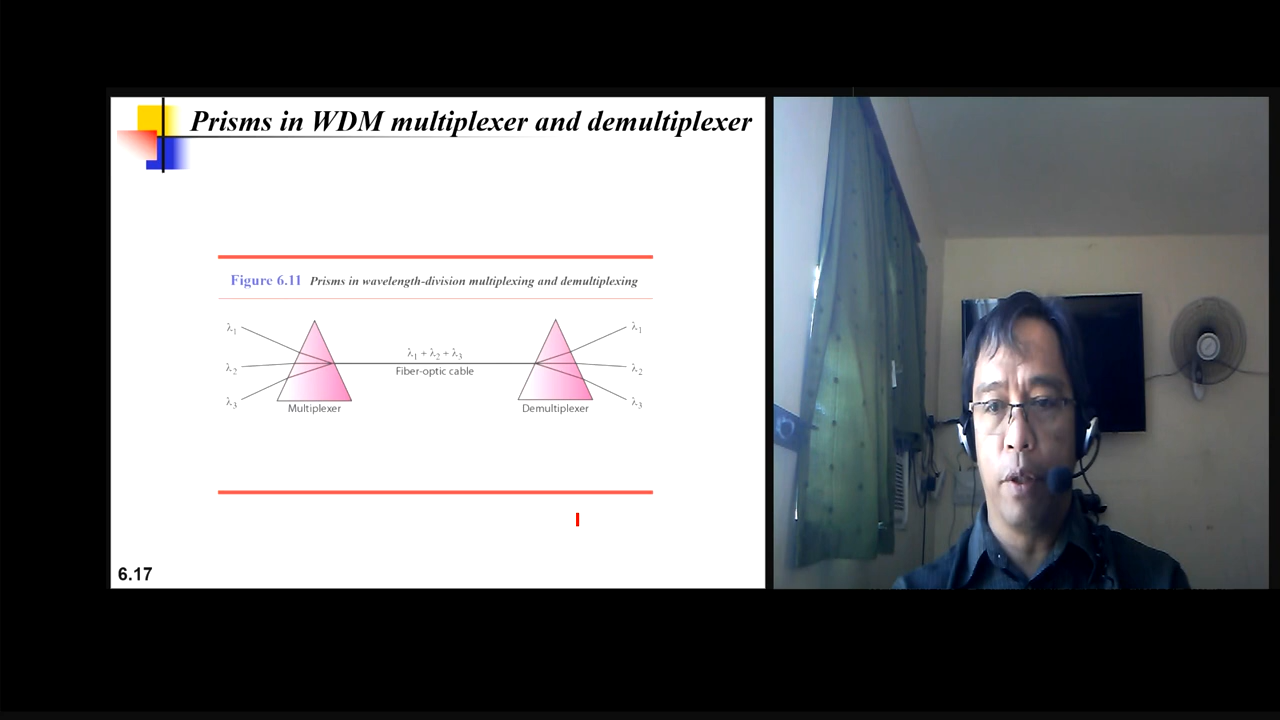 Prisms in WDM multiplexer and demultiplexer
Figure 6.11 Prisms in wavelength-division multiplexing and demultiplexing
λ1
λ2
λ3
Multiplexer
λ1 + λ2 + λ3
Fiber-optic cable
Demultiplexer
λ1
λ2
λ3
6.17